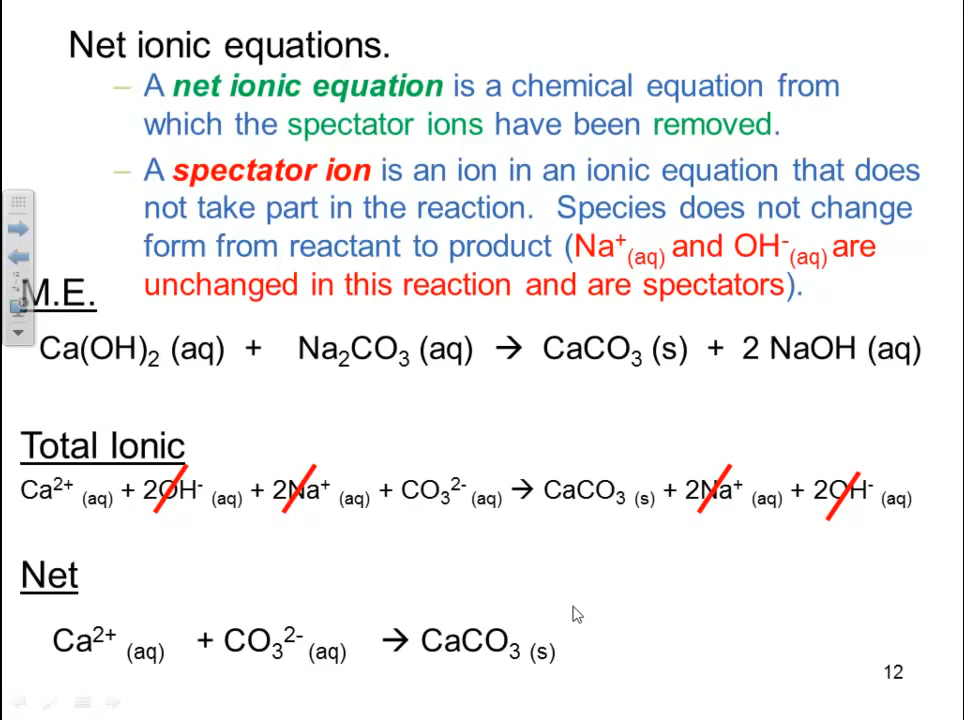 Net ionic equations.
– A net ionic equation is a chemical equation from
which the spectator ions have been removed.
– A spectator ion is an ion in an ionic equation that does
not take part in the reaction.  Species does not change
form from reactant to product (Na⁺(aq) and OH⁻(aq) are
unchanged in this reaction and are spectators).
M.E.
Ca(OH)₂ (aq) + Na₂CO₃ (aq) → CaCO₃ (s) + 2 NaOH (aq)
Total Ionic
Ca²⁺ (aq) + 2OH⁻ (aq) + 2Na⁺ (aq) + CO₃²⁻ (aq) → CaCO₃ (s) + 2Na⁺ (aq) + 2OH⁻ (aq)
Net
Ca²⁺ (aq) + CO₃²⁻ (aq) → CaCO₃ (s)
12